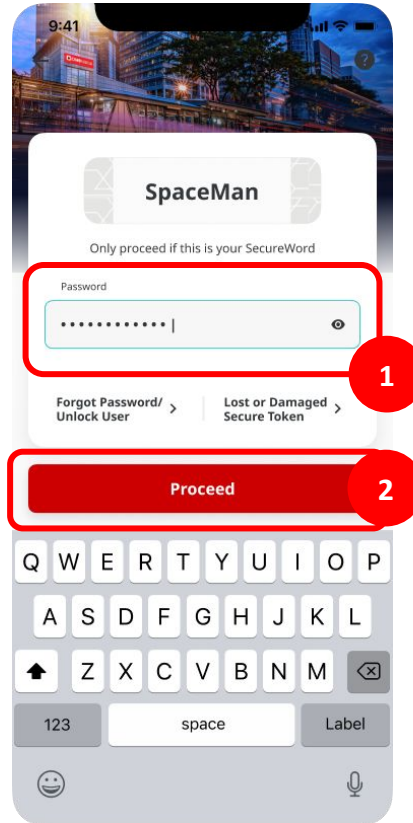 9:41
?
SpaceMan
Only proceed if this is your SecureWord
Password
••••••••••••|
1
Forgot Password/ >
Unlock User
Lost or Damaged >
Secure Token
Proceed
2
Q W E R T Y U I O P
A S D F G H J K L
Z X C V B N M
123 space Label